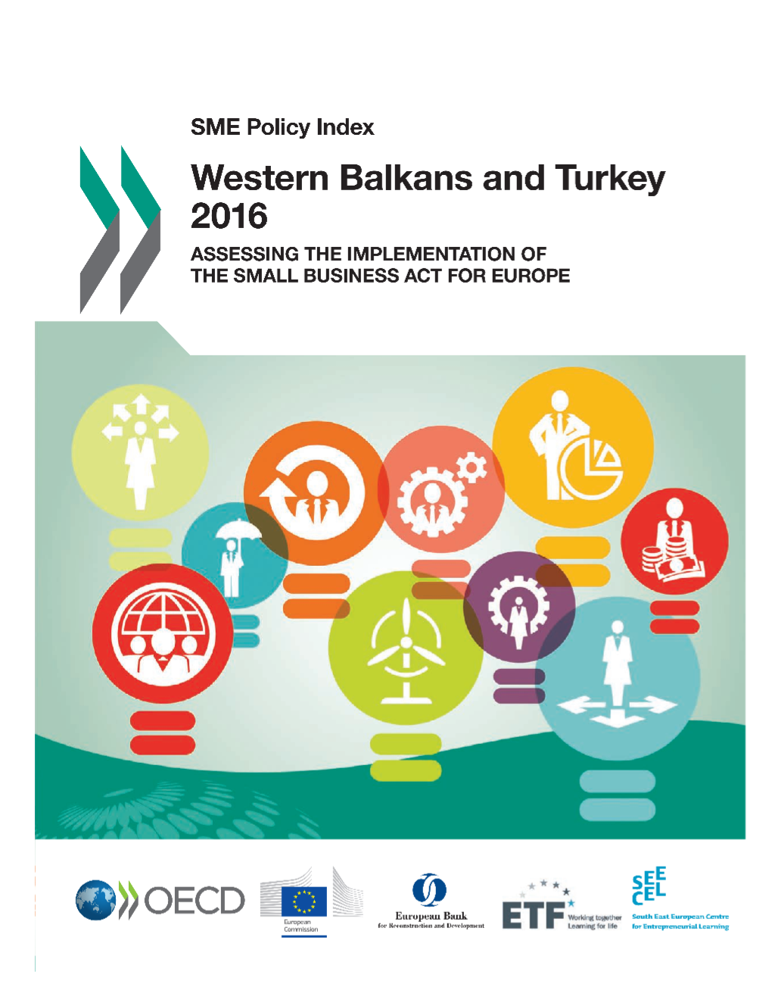 SME Policy Index
Western Balkans and Turkey
2016
ASSESSING THE IMPLEMENTATION OF
THE SMALL BUSINESS ACT FOR EUROPE
OECD
European
Commission
European Bank
for Reconstruction and Development
ETF
Working together
Learning for life
SEE
CEL
South East European Centre
for Entrepreneurial Learning